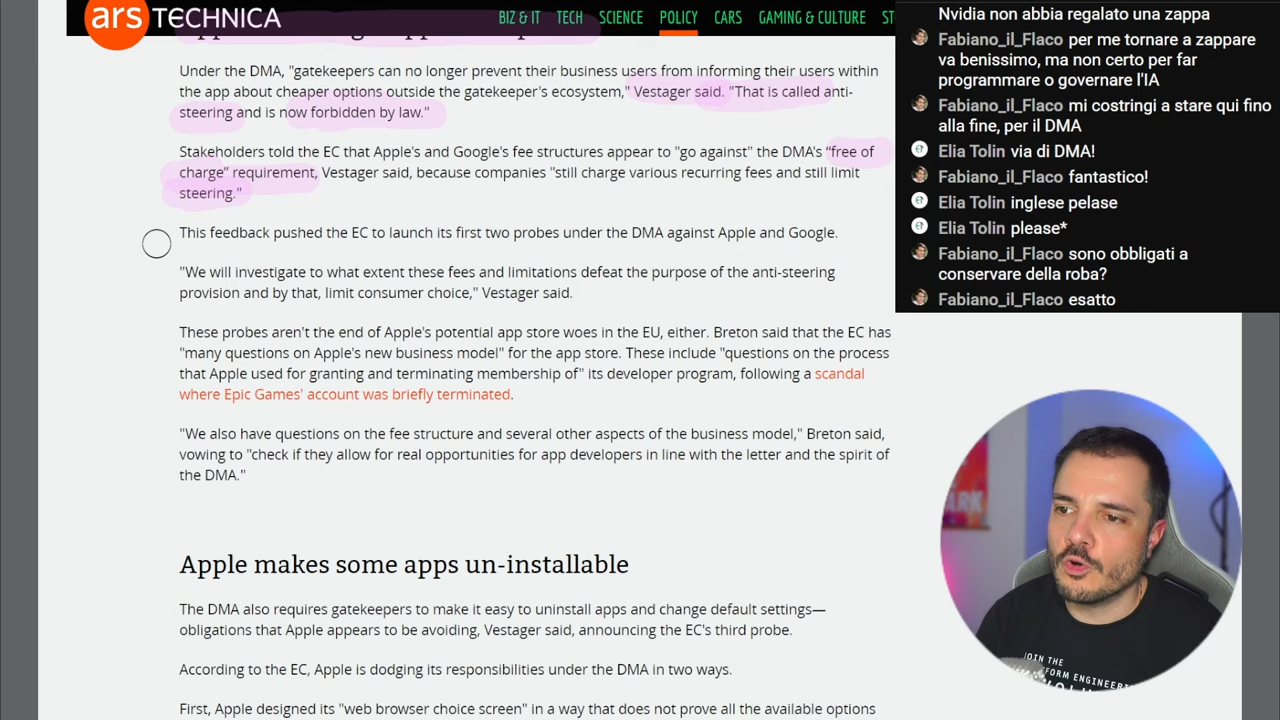 ars TECHNICA
BIZ & IT TECH SCIENCE POLICY CARS GAMING & CULTURE ST
Under the DMA, "gatekeepers can no longer prevent their business users from informing their users within
the app about cheaper options outside the gatekeeper's ecosystem," Vestager said. "That is called anti-
steering and is now forbidden by law."
Stakeholders told the EC that Apple's and Google's fee structures appear to "go against" the DMA's “free of
charge” requirement, Vestager said, because companies "still charge various recurring fees and still limit
steering."
This feedback pushed the EC to launch its first two probes under the DMA against Apple and Google.
"We will investigate to what extent these fees and limitations defeat the purpose of the anti-steering
provision and by that, limit consumer choice," Vestager said.
These probes aren't the end of Apple's potential app store woes in the EU, either. Breton said that the EC has
"many questions on Apple's new business model" for the app store. These include "questions on the process
that Apple used for granting and terminating membership of" its developer program, following a scandal
where Epic Games' account was briefly terminated.
"We also have questions on the fee structure and several other aspects of the business model," Breton said,
vowing to "check if they allow for real opportunities for app developers in line with the letter and the spirit of
the DMA."
Apple makes some apps un-installable
The DMA also requires gatekeepers to make it easy to uninstall apps and change default settings—
obligations that Apple appears to be avoiding, Vestager said, announcing the EC's third probe.
According to the EC, Apple is dodging its responsibilities under the DMA in two ways.
First, Apple designed its "web browser choice screen" in a way that does not prove all the available options
Nvidia non abbia regalato una zappa
Fabiano_il_Flaco per me tornare a zappare
va benissimo, ma non certo per far
programmare o governare l'IA
Fabiano_il_Flaco mi costringi a stare qui fino
alla fine, per il DMA
Elia Tolin via di DMA!
Fabiano_il_Flaco fantastico!
Elia Tolin inglese pelase
Elia Tolin please*
Fabiano_il_Flaco sono obbligati a
conservare della roba?
Fabiano_il_Flaco esatto
JOIN THE
FORM ENGINEERI